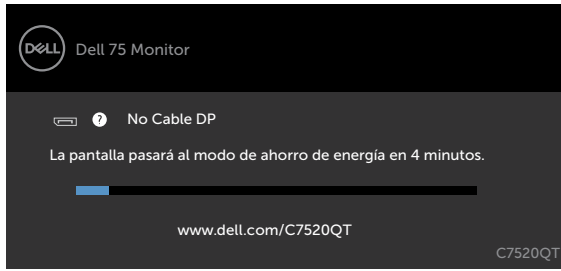 DELL Dell 75 Monitor
? No Cable DP
La pantalla pasará al modo de ahorro de energía en 4 minutos.
www.dell.com/C7520QT
C7520QT